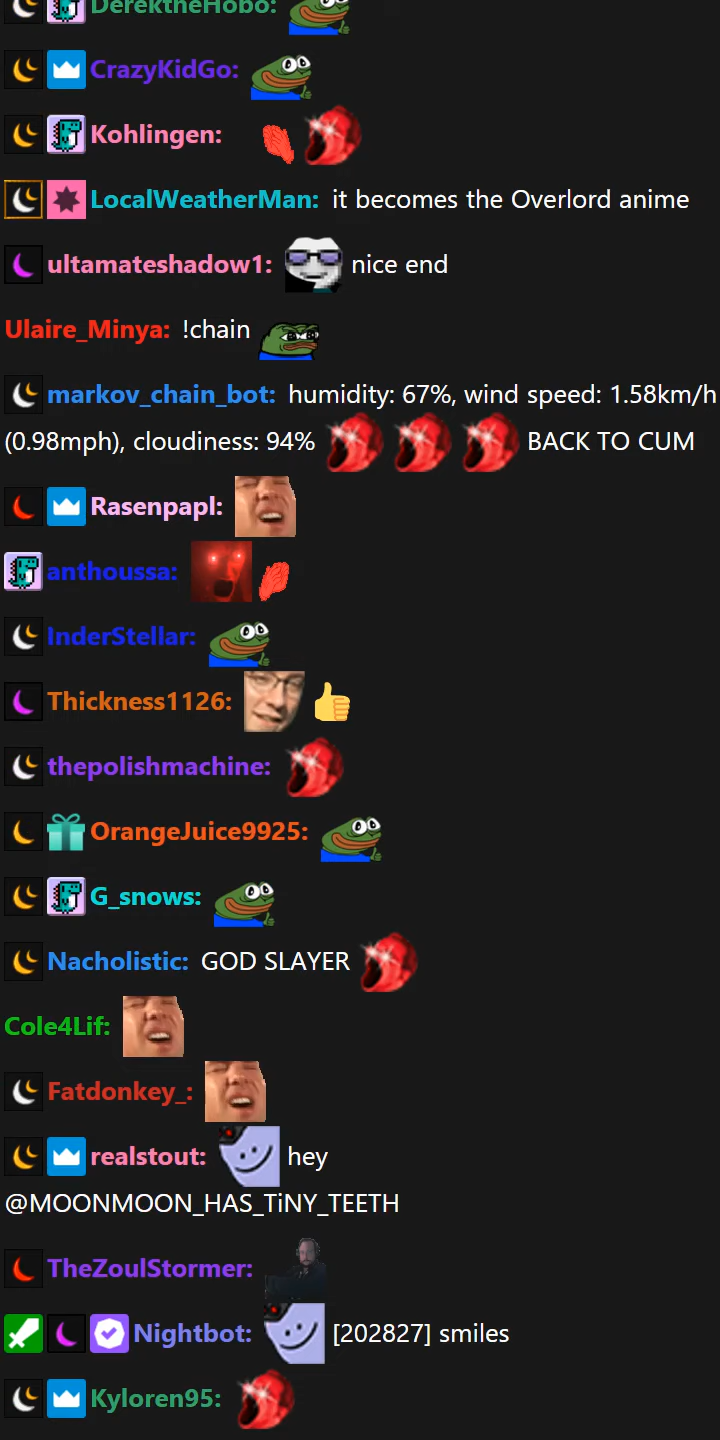 DerektheHobo:
CrazyKidGo:
Kohlingen:
LocalWeatherMan: it becomes the Overlord anime
ultamateshadow1: nice end
Ulaire_Minya: !chain
markov_chain_bot: humidity: 67%, wind speed: 1.58km/h
(0.98mph), cloudiness: 94% BACK TO CUM
Rasenpapl:
anthoussa:
InderStellar:
Thickness1126:
thepolishmachine:
OrangeJuice9925:
G_snows:
Nacholistic: GOD SLAYER
Cole4Lif:
Fatdonkey_:
realstout: hey
@MOONMOON_HAS_TiNY_TEETH
TheZoulStormer:
Nightbot: [202827] smiles
Kyloren95: